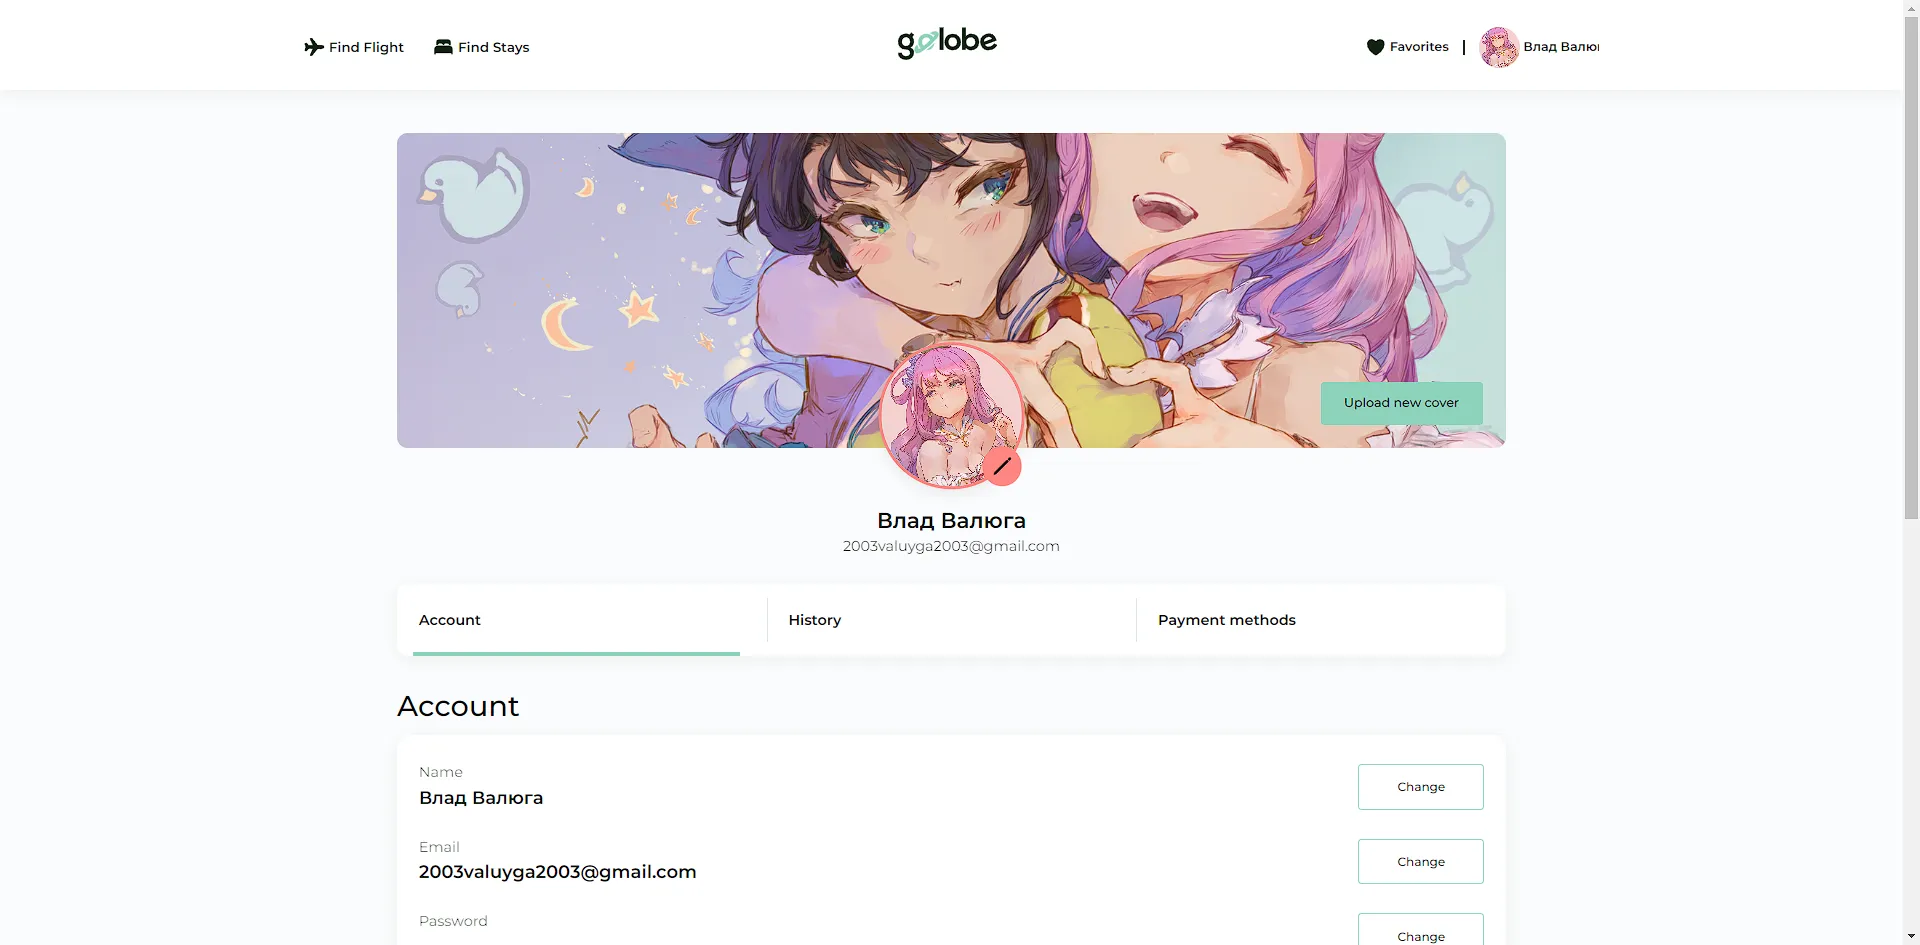 Find Flight
Find Stays
golobe
Favorites
Влад Валю
Upload new cover
Влад Валюга
2003valuyga2003@gmail.com
Account
History
Payment methods
Account
Name
Влад Валюга
Change
Email
2003valuyga2003@gmail.com
Change
Password
Change